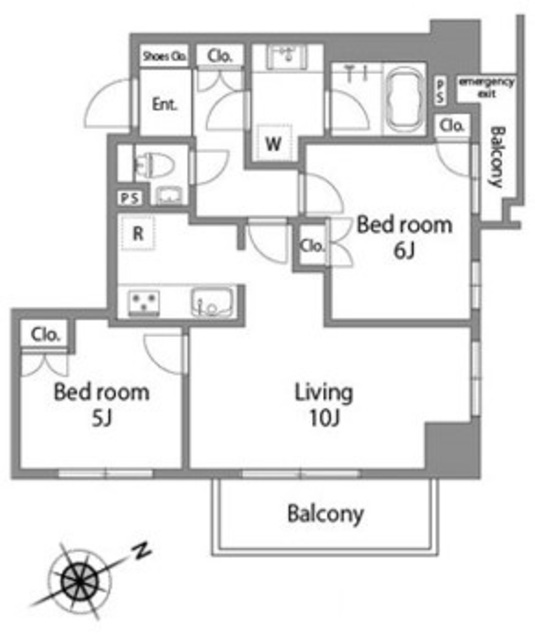 Shoes Clo.
Clo.
Ent.
W
P
S
emergency
exit
Clo.
Balcony
PS
R
Clo.
Bed room
6J
Clo.
Bed room
5J
Living
10J
Balcony
N